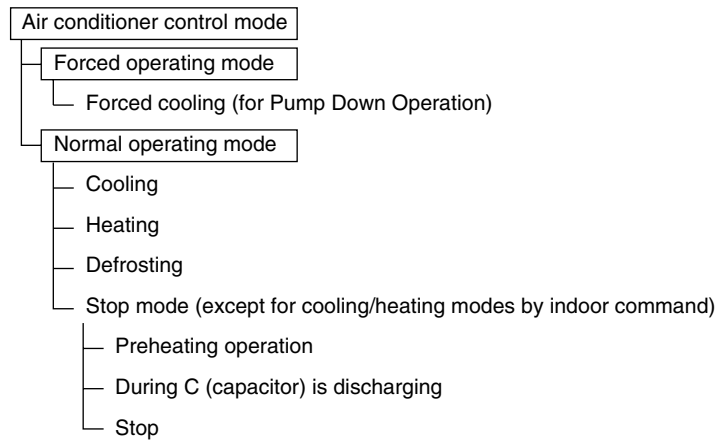 Air conditioner control mode
Forced operating mode
Forced cooling (for Pump Down Operation)
Normal operating mode
Cooling
Heating
Defrosting
Stop mode (except for cooling/heating modes by indoor command)
Preheating operation
During C (capacitor) is discharging
Stop